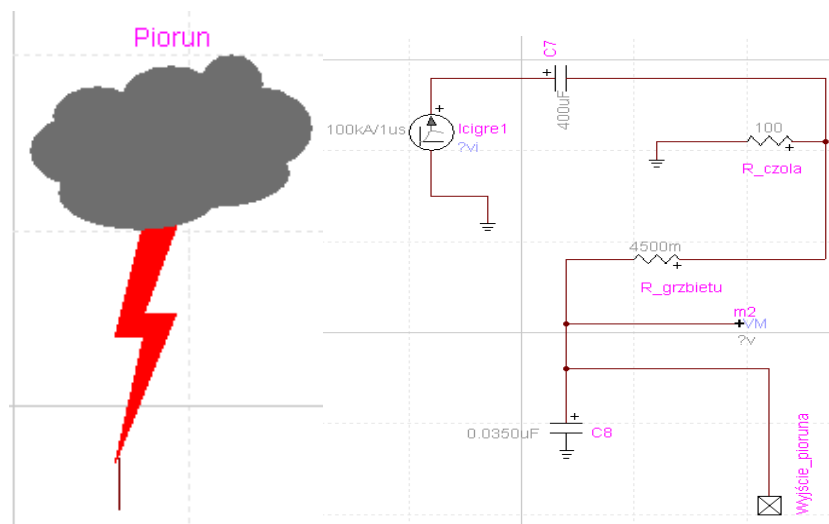 Piorun
C7
400uF
100kA/1us
Icigre1
?vi
100
R_czola
4500m
R_grzbietu
m2
VM
?v
0.0350uF
C8
Wyjście_pioruna